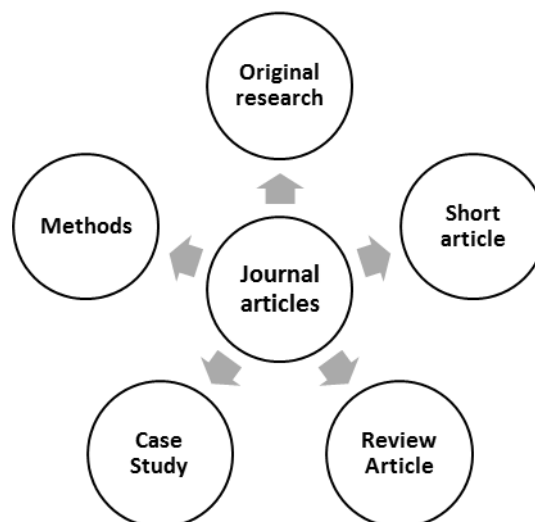 Original
research
Methods
Short
article
Journal
articles
Case
Study
Review
Article